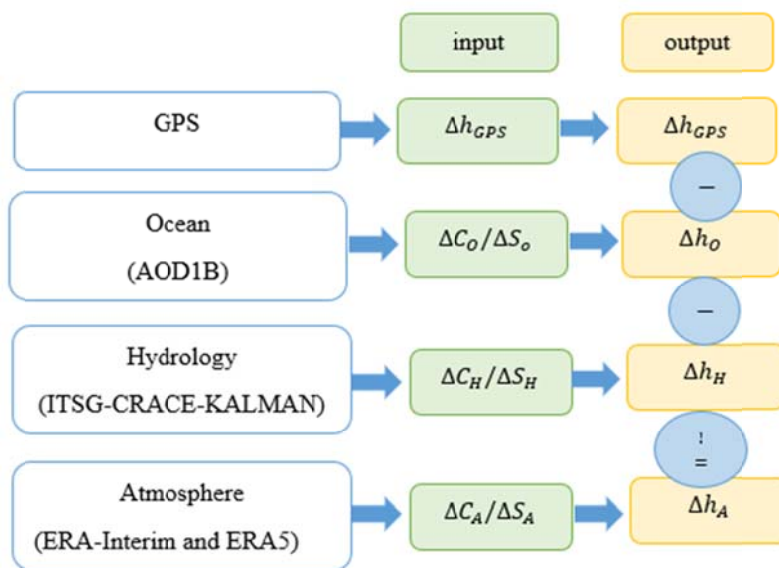 input output
GPS Δh_GPS Δh_GPS
−
Ocean
(AOD1B)
ΔC_O/ΔS_o Δh_O
−
Hydrology
(ITSG-CRACE-KALMAN)
ΔC_H/ΔS_H Δh_H
!
=
Atmosphere
(ERA-Interim and ERA5)
ΔC_A/ΔS_A Δh_A